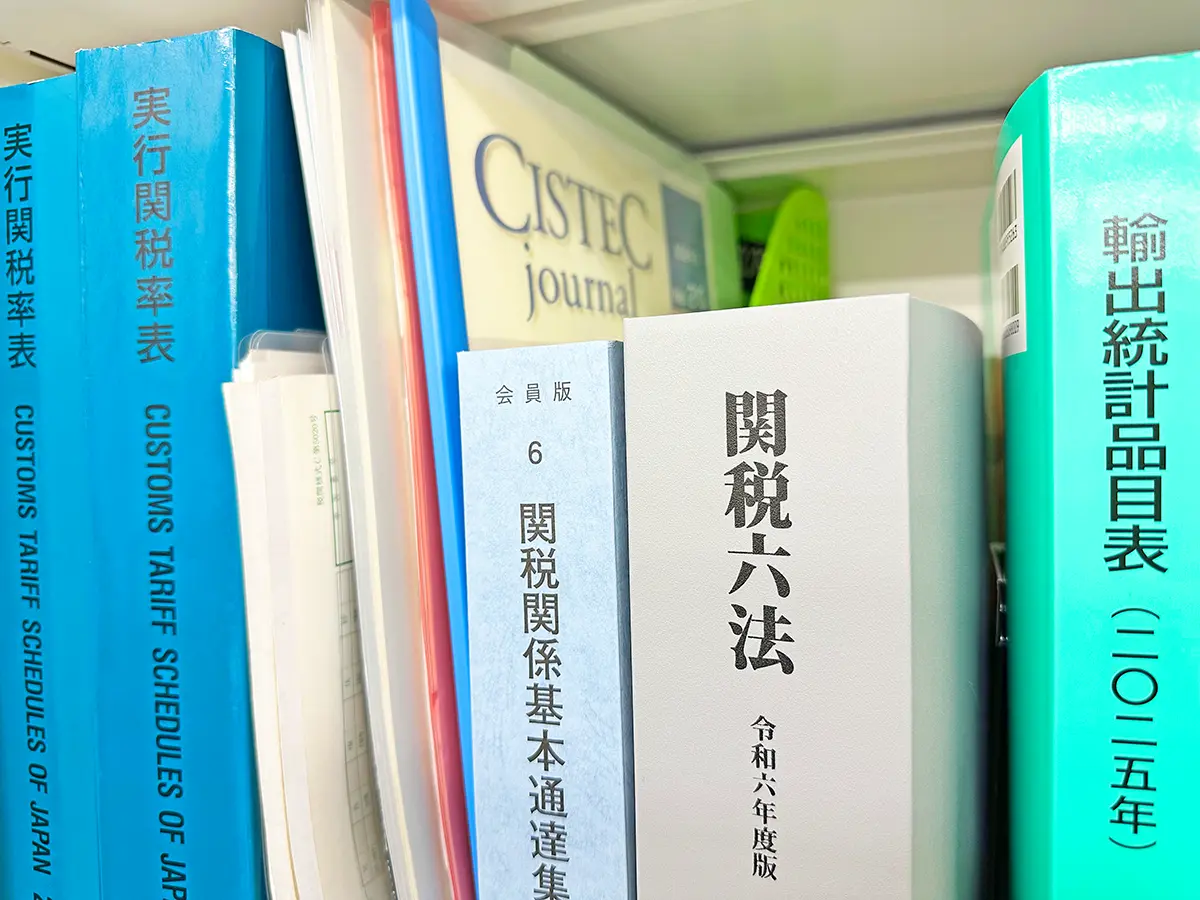 実行関税率表
CUSTOMS TARIFF SCHEDULES OF JAPAN
実行関税率表
CUSTOMS TARIFF SCHEDULES OF JAP
CISTEC
journal
会員版
6
関税関係基本通達集
関税六法
令和六年度版
輸出統計品目表
(二〇二五年)